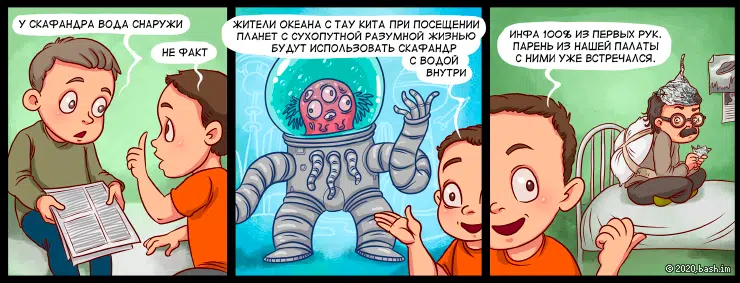 У СКАФАНДРА ВОДА СНАРУЖИ
НЕ ФАКТ
ЖИТЕЛИ ОКЕАНА С ТАУ КИТА ПРИ ПОСЕЩЕНИИ
ПЛАНЕТ С СУХОПУТНОЙ РАЗУМНОЙ ЖИЗНЬЮ
БУДУТ ИСПОЛЬЗОВАТЬ СКАФАНДР
С ВОДОЙ
ВНУТРИ
ИНФА 100% ИЗ ПЕРВЫХ РУК.
ПАРЕНЬ ИЗ НАШЕЙ ПАЛАТЫ
С НИМИ УЖЕ ВСТРЕЧАЛСЯ.
© 2020, bash.im